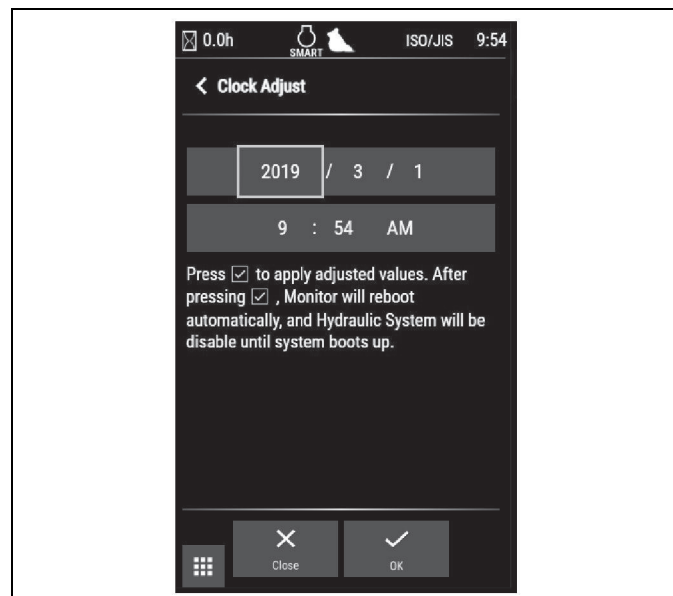 0.0h SMART ISO/JIS 9:54
Clock Adjust
2019 / 3 / 1
9 : 54 AM
Press ☑ to apply adjusted values. After
pressing ☑ , Monitor will reboot
automatically, and Hydraulic System will be
disable until system boots up.
Close OK